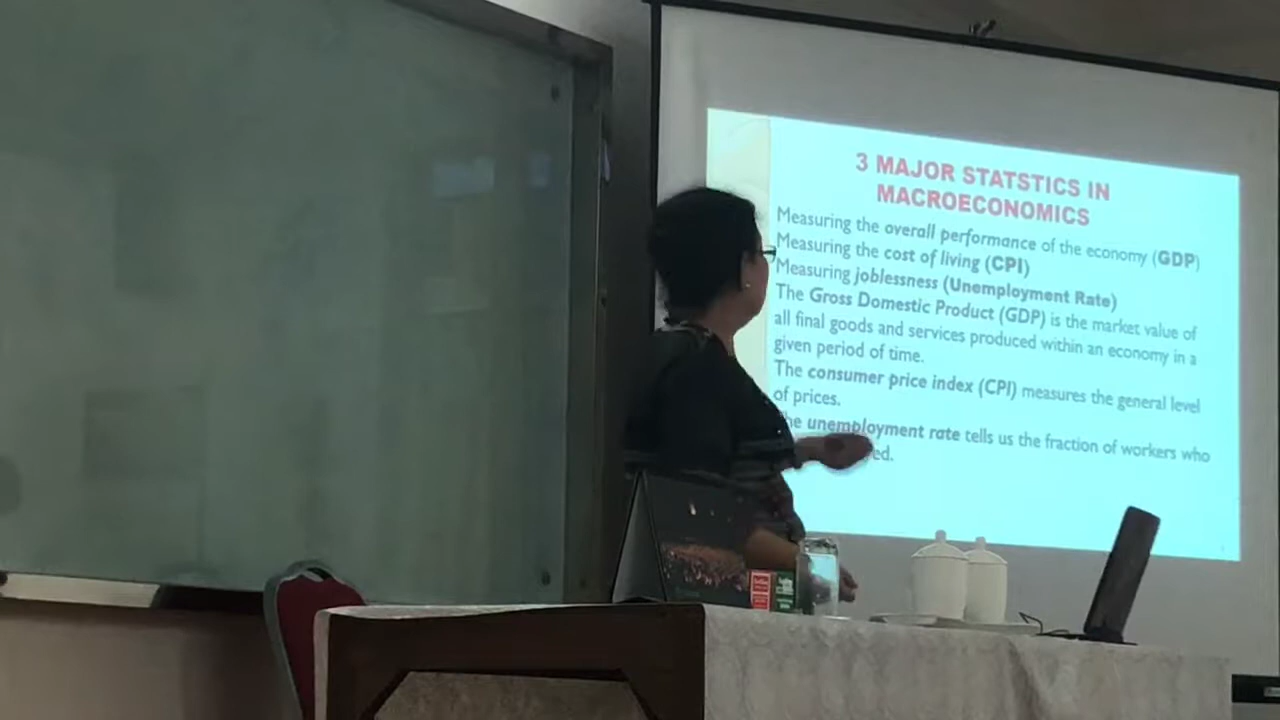 3 MAJOR STATSTICS IN
MACROECONOMICS
Measuring the overall performance of the economy (GDP)
Measuring the cost of living (CPI)
Measuring joblessness (Unemployment Rate)
The Gross Domestic Product (GDP) is the market value of
all final goods and services produced within an economy in a
given period of time.
The consumer price index (CPI) measures the general level
of prices.
unemployment rate tells us the fraction of workers who